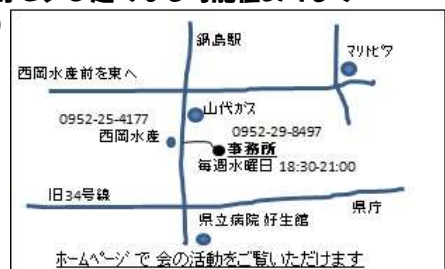 鍋島駅
マリトピア
西岡水産前を東へ
山代ガス
0952-25-4177
西岡水産
0952-29-8497
事務所
毎週水曜日 18:30-21:00
旧34号線
県庁
県立病院 好生館
ホームページで 会の活動をご覧いただけます